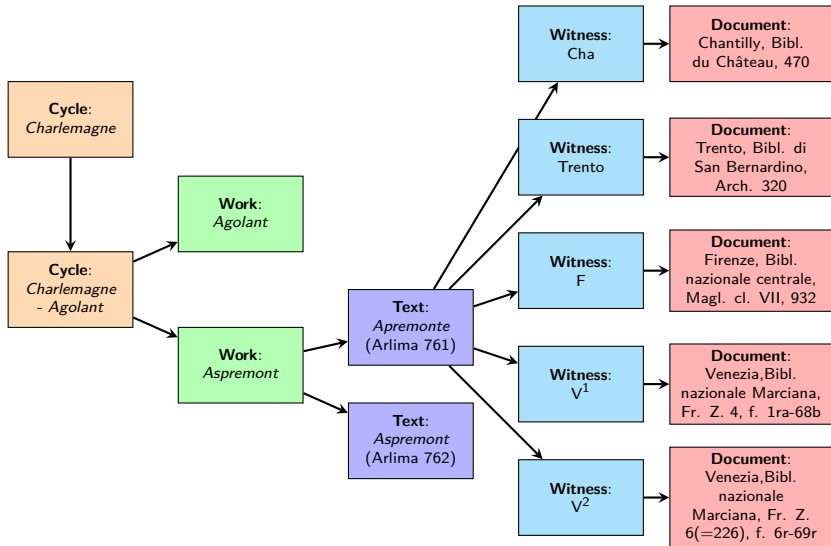 Cycle:
Charlemagne
Cycle:
Charlemagne
- Agolant
Work:
Agolant
Work:
Aspremont
Text:
Apremonte
(Arlima 761)
Text:
Aspremont
(Arlima 762)
Witness:
Cha
Witness:
Trento
Witness:
F
Witness:
V¹
Witness:
V²
Document:
Chantilly, Bibl.
du Château, 470
Document:
Trento, Bibl. di
San Bernardino,
Arch. 320
Document:
Firenze, Bibl.
nazionale centrale,
Magl. cl. VII, 932
Document:
Venezia,Bibl.
nazionale Marciana,
Fr. Z. 4, f. 1ra-68b
Document:
Venezia,Bibl.
nazionale
Marciana, Fr. Z.
6(=226), f. 6r-69r